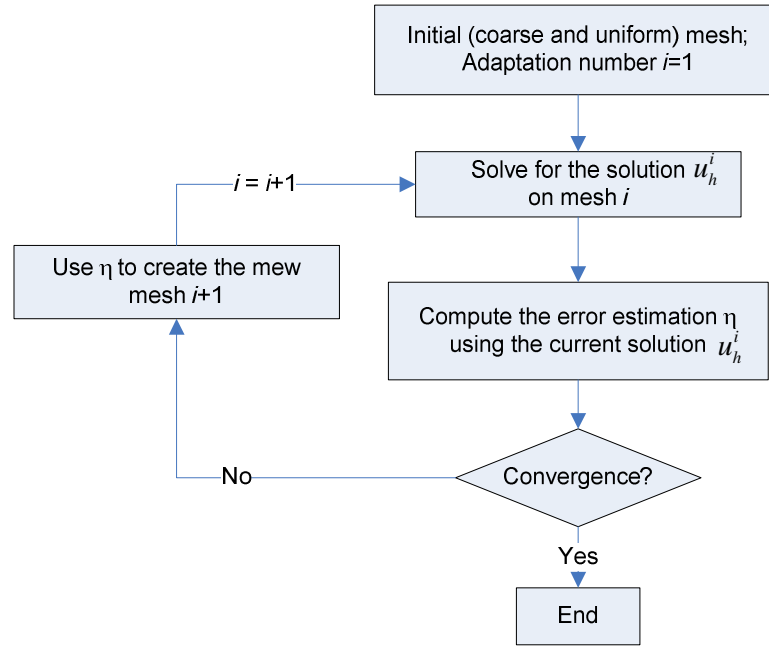 Initial (coarse and uniform) mesh;
Adaptation number i=1
Solve for the solution u_h^i
on mesh i
i = i+1
Use η to create the mew
mesh i+1
Compute the error estimation η
using the current solution u_h^i
Convergence?
No
Yes
End